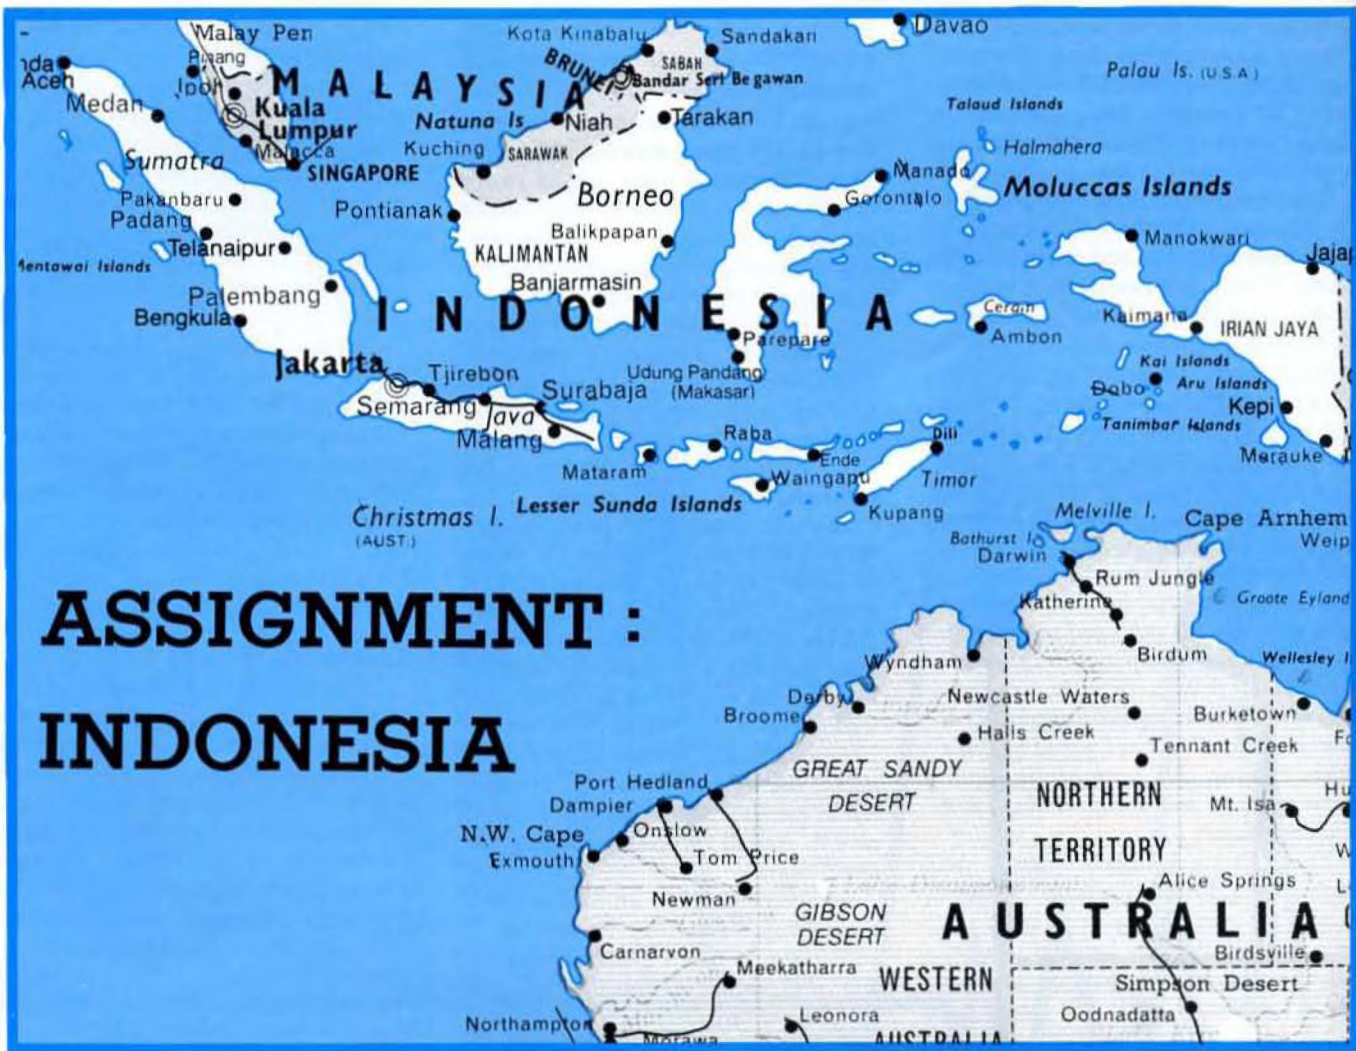 Malay Pen
Kota Kinabalu
Sandakan
Davao
Pinang
SABAH
BRUNEI
Palau Is. (U.S.A.)
Aceh
Ipoh
MALAYSIA
Bandar Seri Begawan
Medan
Kuala
Lumpur
Natuna Is
Niah
Tarakan
Talaud Islands
Malacca
Kuching
SARAWAK
Halmahera
Sumatra
SINGAPORE
Manado
Moluccas Islands
Pakanbaru
Borneo
Gorontalo
Padang
Pontianak
Telanaipur
Balikpapan
Manokwari
KALIMANTAN
Mentawai Islands
Banjarmasin
Palembang
INDONESIA
Ceram
Bengkula
Kaimana
IRIAN JAYA
Parepare
Ambon
Jakarta
Tjirebon
Udung Pandang
(Makasar)
Kai Islands
Dobo
Aru Islands
Surabaja
Semarang
Java
Kepi
Malang
Raba
Dili
Tanimbar Islands
Mataram
Ende
Merauke
Waingapu
Timor
Lesser Sunda Islands
Kupang
Christmas I.
(AUST.)
Melville I.
Cape Arnhem
Bathurst I.
Darwin
Rum Jungle
ASSIGNMENT:
INDONESIA
Katherine
Birdum
Wyndham
Derby
Newcastle Waters
Broome
Burketown
Halls Creek
Tennant Creek
GREAT SANDY
DESERT
Port Hedland
Dampier
NORTHERN
TERRITORY
Mt. Isa
N.W. Cape
Onslow
Exmouth
Tom Price
Newman
Alice Springs
GIBSON
DESERT
AUSTRALIA
Carnarvon
Birdsville
Meekatharra
WESTERN
AUSTRALIA
Simpson Desert
Northampton
Leonora
Oodnadatta
Morawa